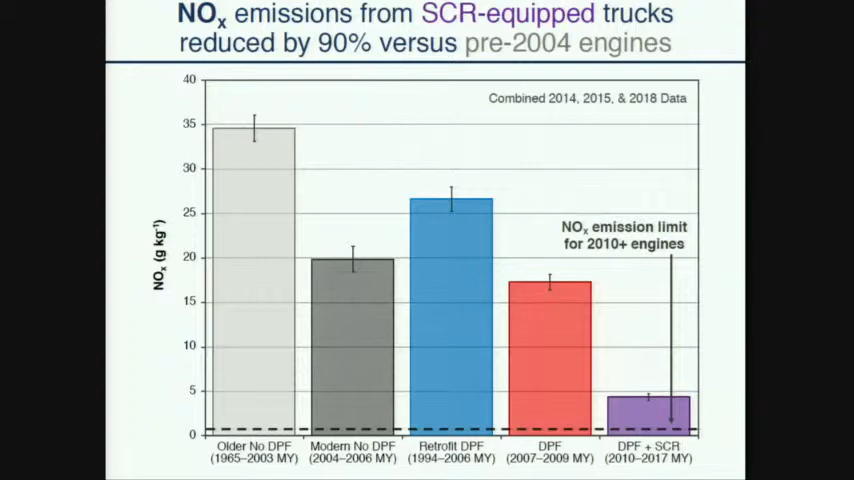 NOx emissions from SCR-equipped trucks
reduced by 90% versus pre-2004 engines
Combined 2014, 2015, & 2018 Data
40
35
30
25
20
15
10
5
0
NOx (g kg-1)
NOx emission limit
for 2010+ engines
Older No DPF
(1965–2003 MY)
Modern No DPF
(2004–2006 MY)
Retrofit DPF
(1994–2006 MY)
DPF
(2007–2009 MY)
DPF + SCR
(2010–2017 MY)